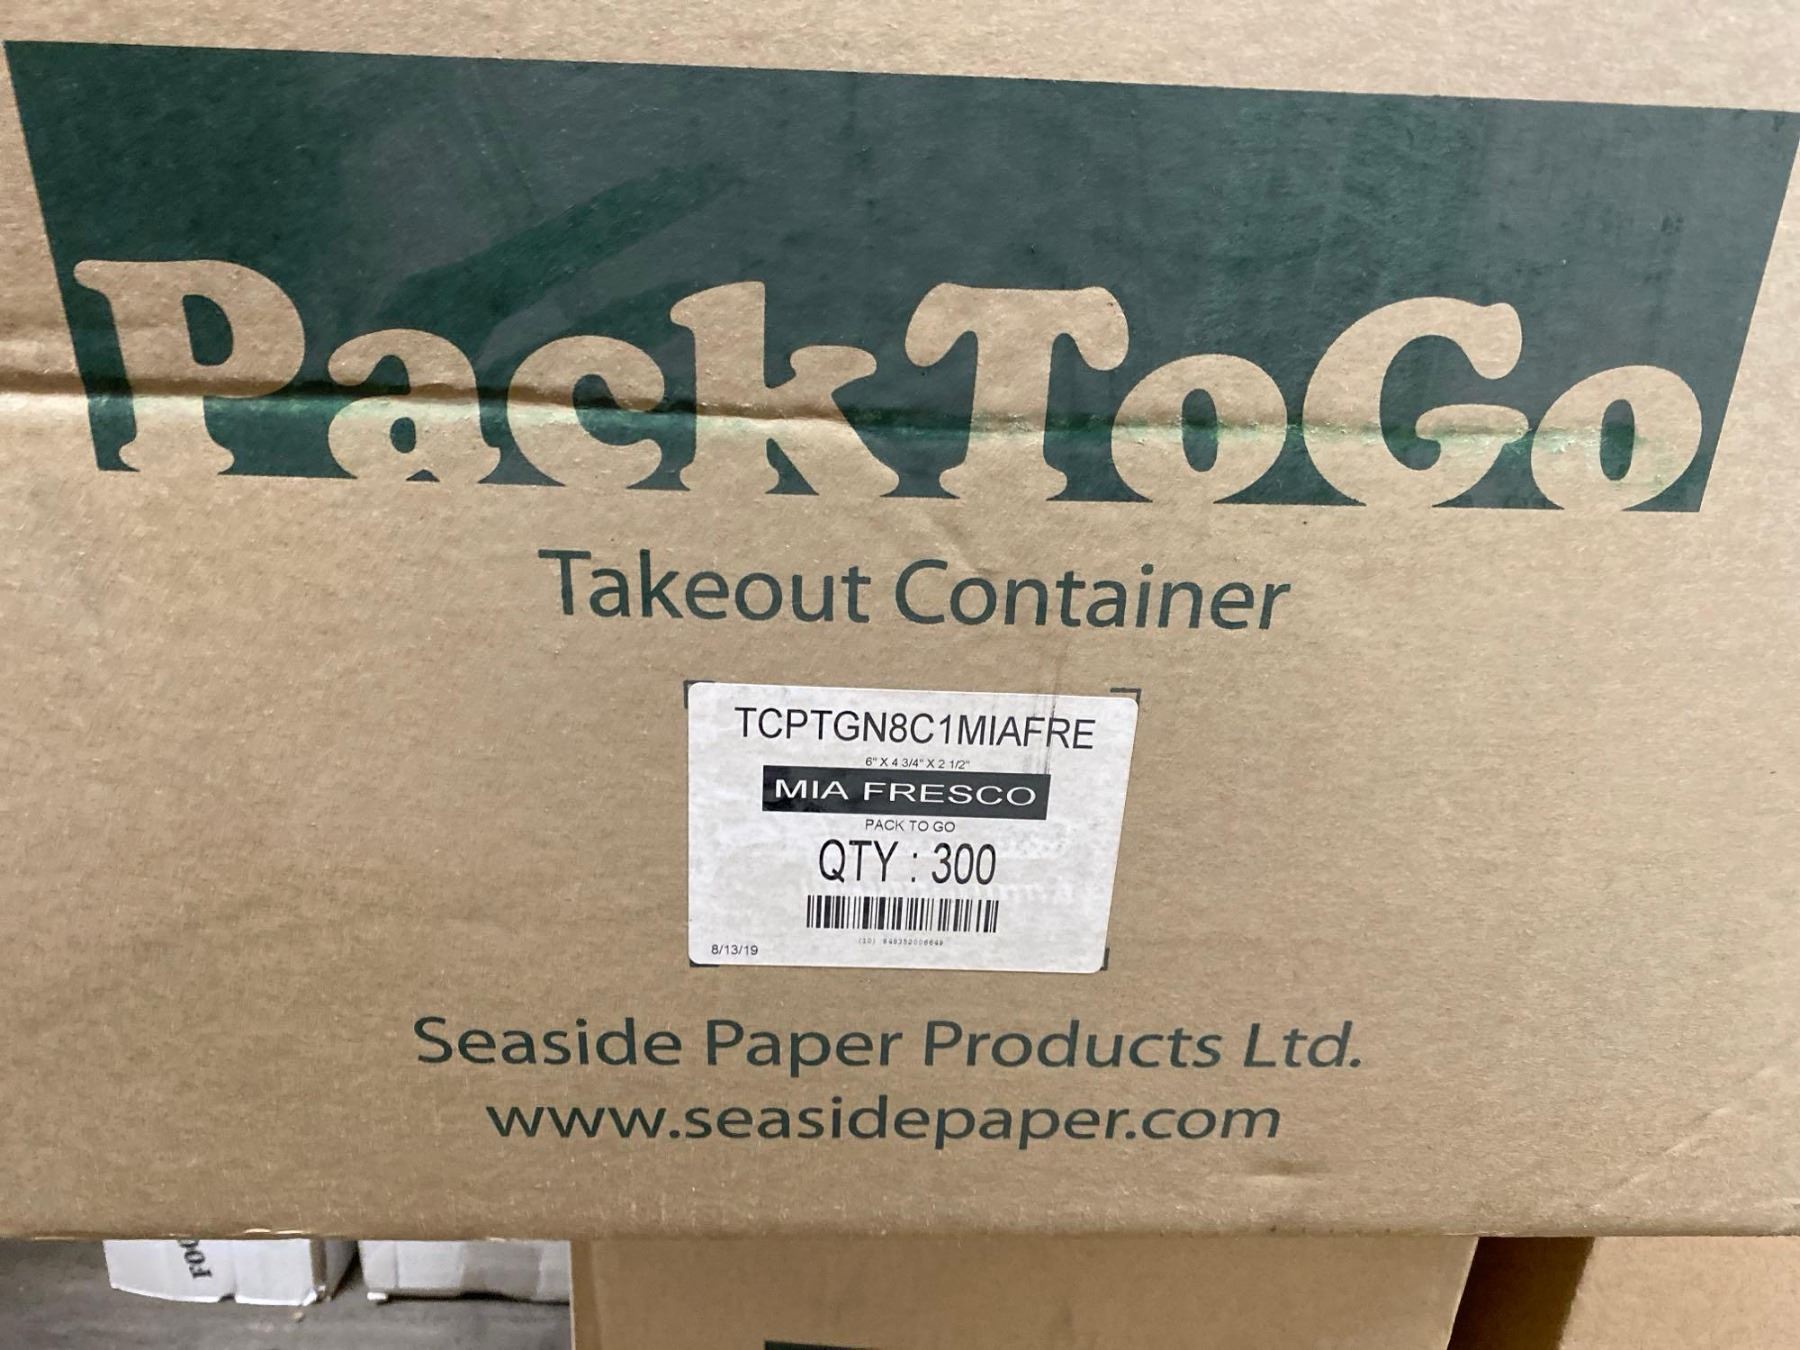 PackToGo
Takeout Container
TCPTGN8C1MIAFRE
6" X 4 3/4" X 2 1/2"
MIA FRESCO
PACK TO GO
QTY : 300
8/13/19
Seaside Paper Products Ltd.
www.seasidepaper.com